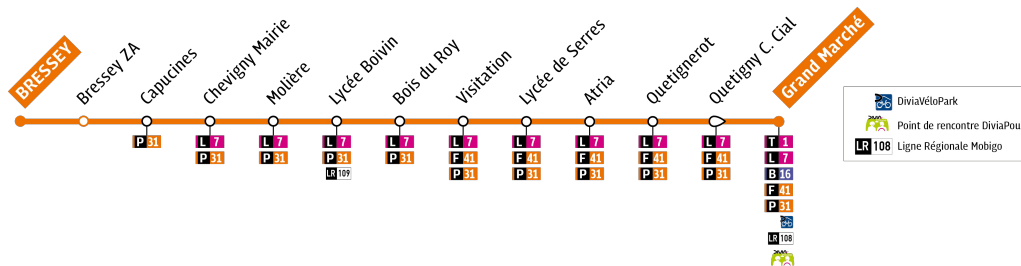 BRESSEY
Bressey ZA
Capucines
P 31
Chevigny Mairie
L 7
P 31
Molière
L 7
P 31
Lycée Boivin
L 7
P 31
LR 109
Bois du Roy
L 7
P 31
Visitation
L 7
F 41
P 31
Lycée de Serres
L 7
F 41
P 31
Atria
L 7
F 41
P 31
Quetignerot
L 7
F 41
P 31
Quetigny C. Cial
L 7
F 41
P 31
Grand Marché
T 1
L 7
B 16
F 41
P 31
LR 108
DiviaVéloPark
Point de rencontre DiviaPou
LR 108 Ligne Régionale Mobigo